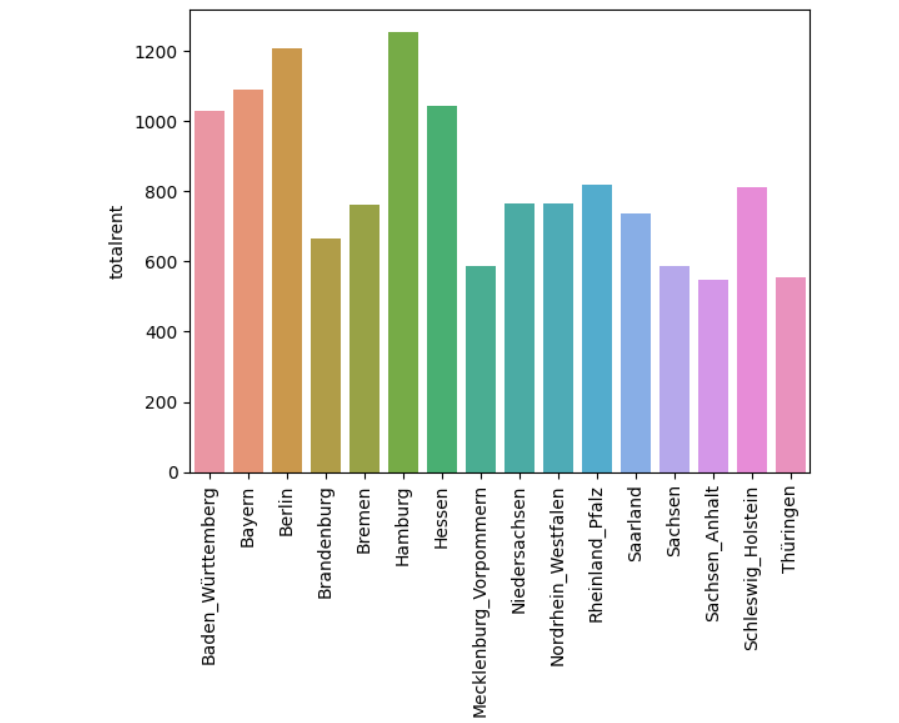 1200
1000
800
600
400
200
0
totalrent
Baden_Württemberg
Bayern
Berlin
Brandenburg
Bremen
Hamburg
Hessen
Mecklenburg_Vorpommern
Niedersachsen
Nordrhein_Westfalen
Rheinland_Pfalz
Saarland
Sachsen
Sachsen_Anhalt
Schleswig_Holstein
Thüringen